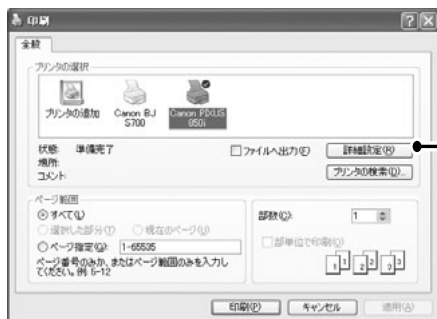 印刷
全般
プリンタの選択
プリンタの追加
Canon BJ S700
Canon PIXUS 850i
状態: 準備完了
場所:
コメント:
ファイルへ出力(F)
詳細設定(R)
プリンタの検索(D)...
ページ範囲
すべて(L)
選択した部分(T)
現在のページ(U)
ページ指定(G): 1-65535
ページ番号のみか、またはページ範囲のみを入力し
てください。例 5-12
部数(C): 1
部単位で印刷(O)
1 1 2 2 3 3
印刷(P)
キャンセル
適用(A)